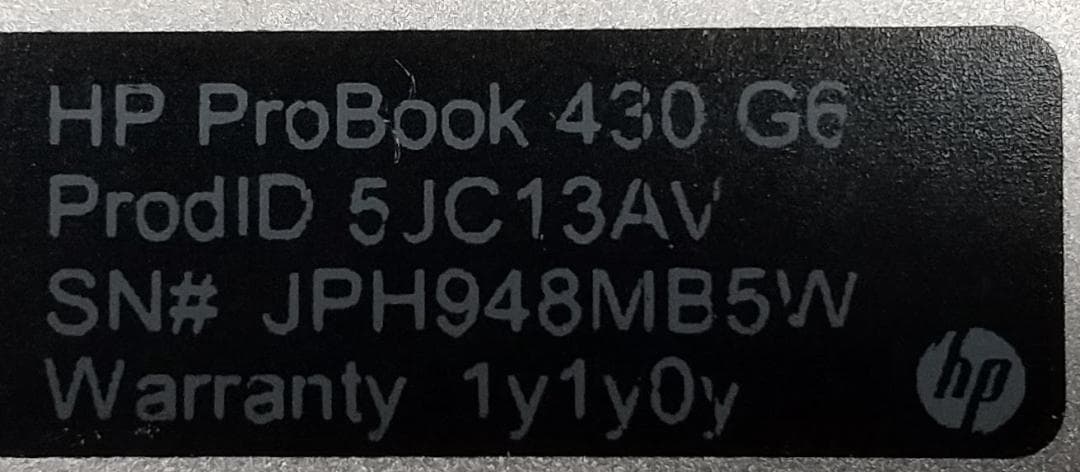 HP ProBook 430 G6
ProdID 5JC13AV
SN# JPH948MB5W
Warranty 1y1y0y
hp